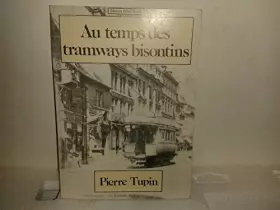 Au temps des
tramways bisontins
Pierre Tupin